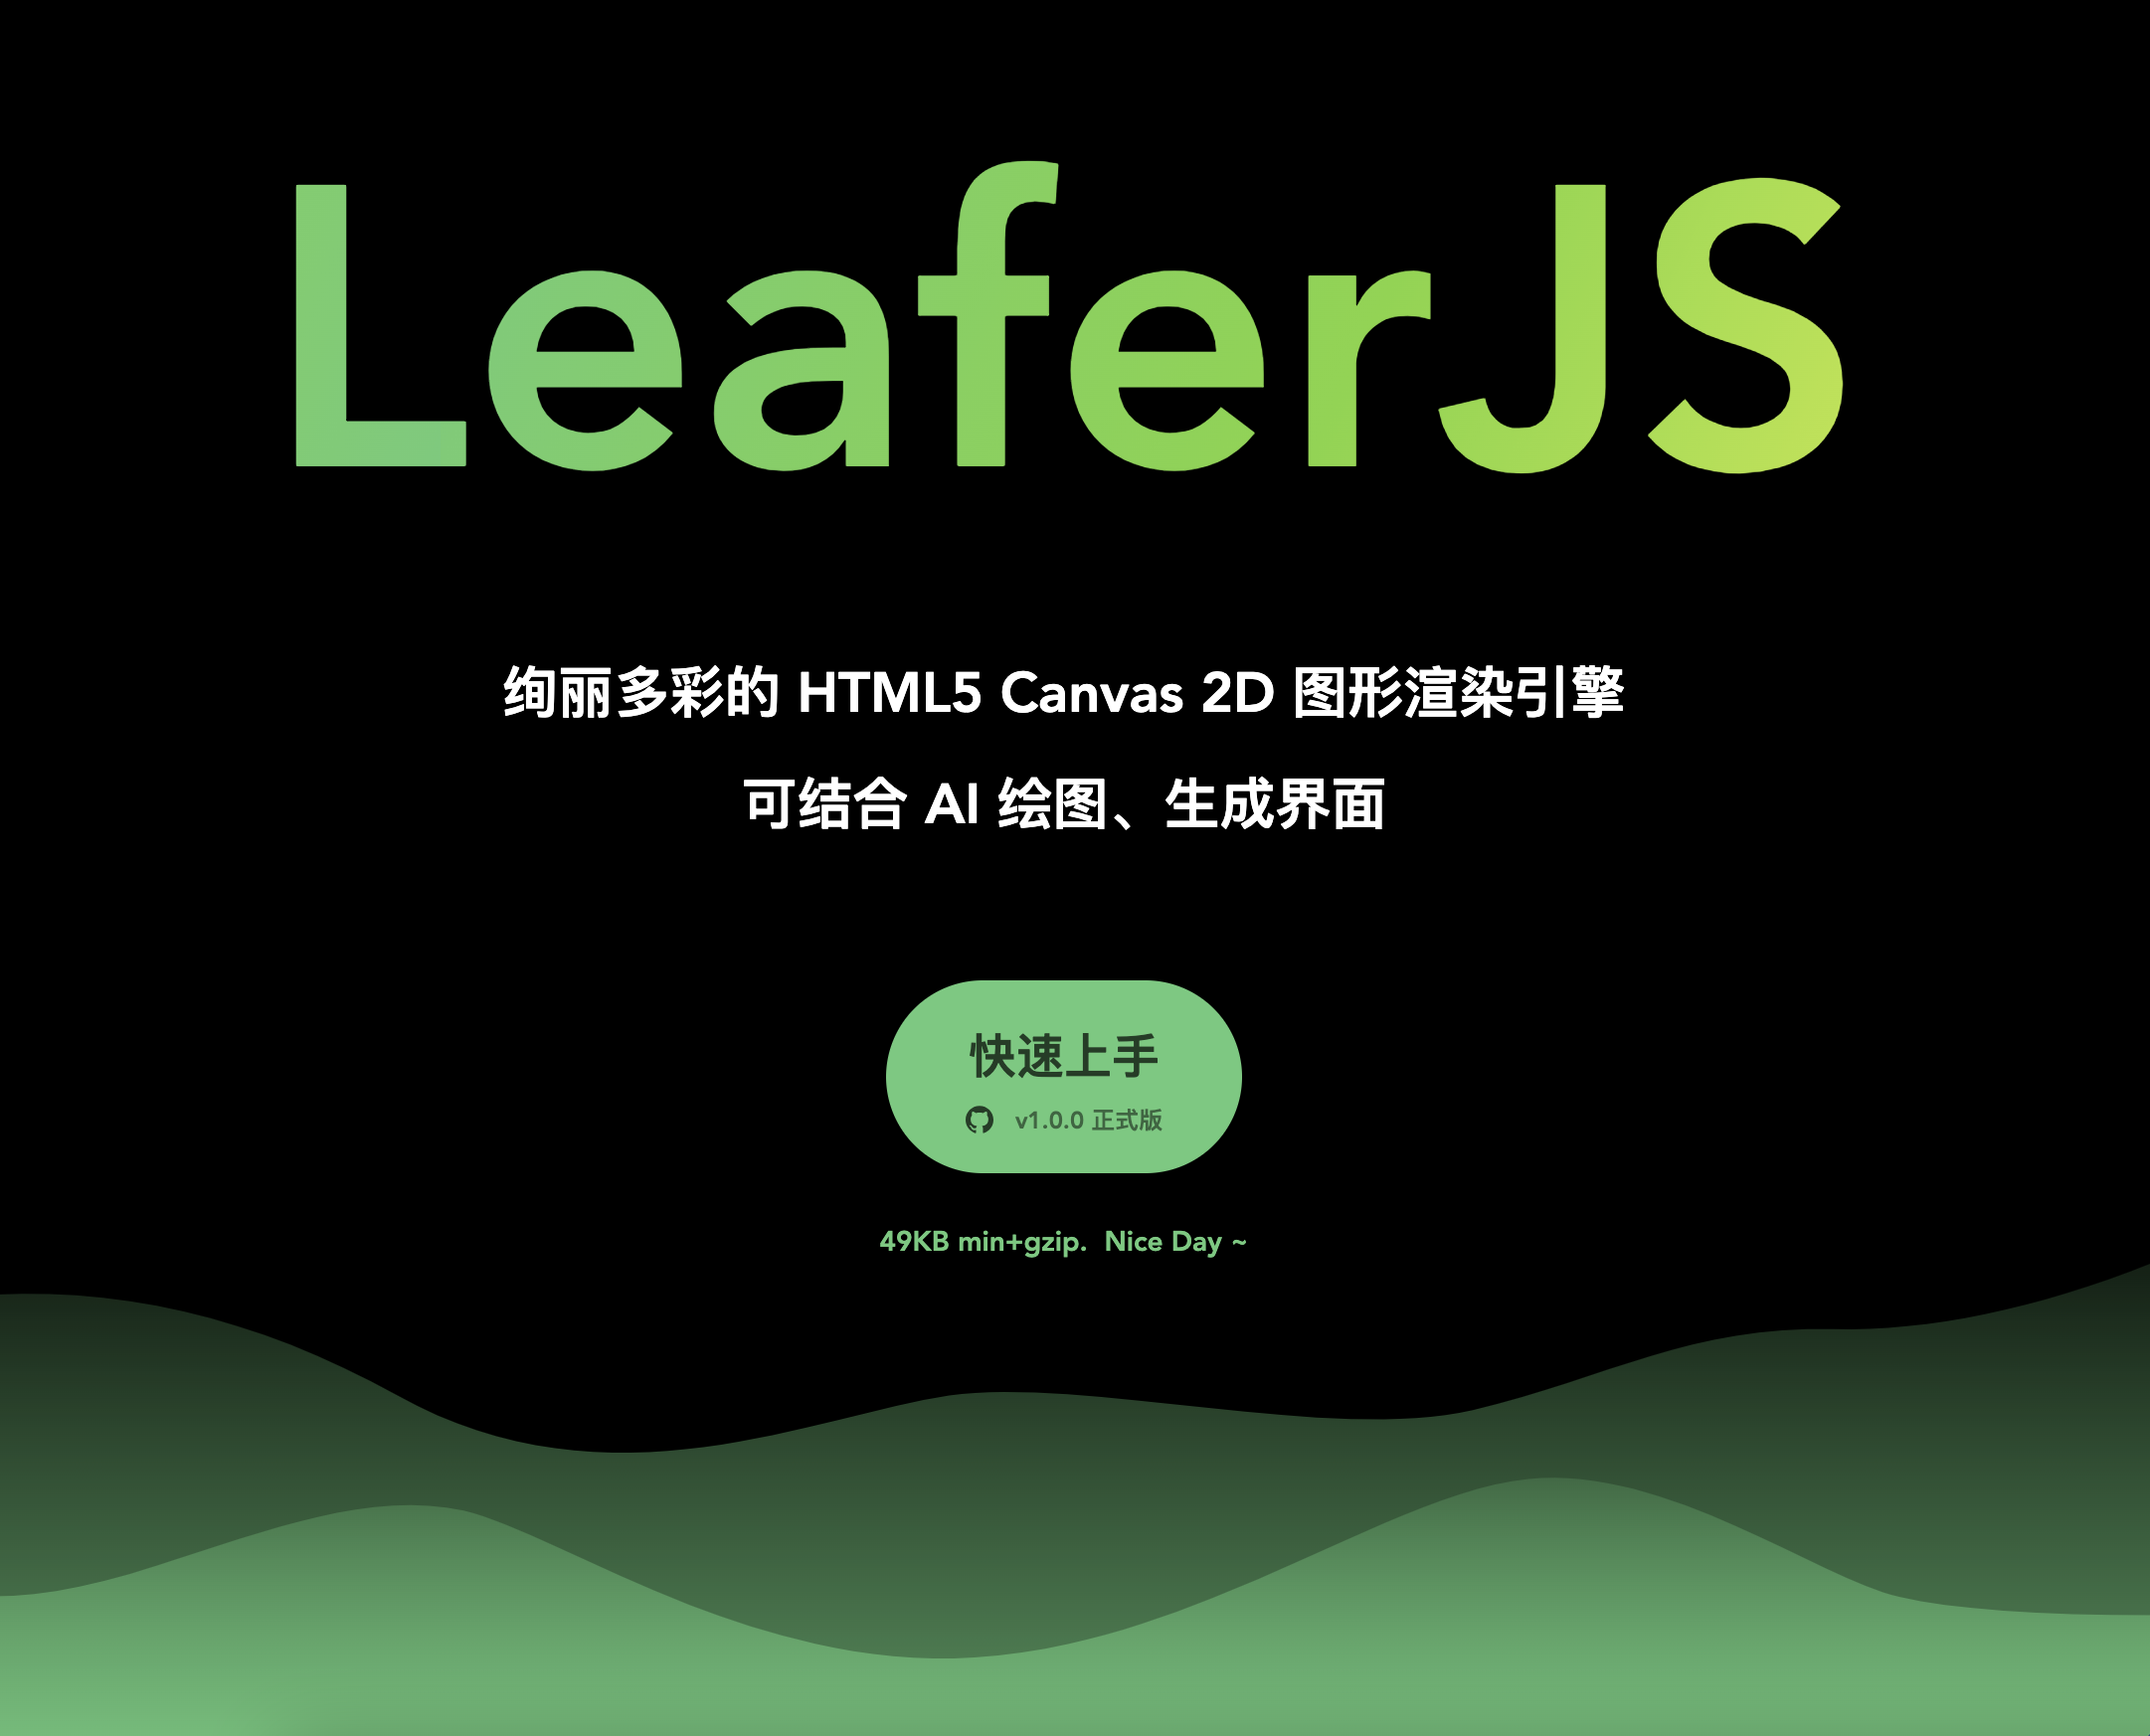 LeaferJS
绚丽多彩的 HTML5 Canvas 2D 图形渲染引擎
可结合 AI 绘图、生成界面
快速上手
v1.0.0 正式版
49KB min+gzip. Nice Day ~